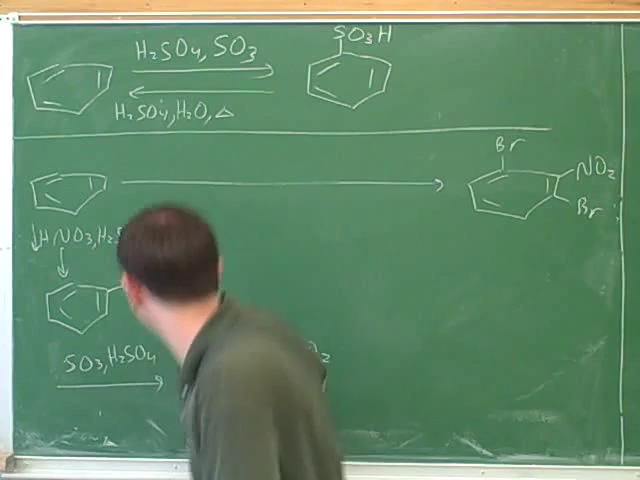 H₂SO₄, SO₃
SO₃H
H₂SO₄, H₂O, Δ
Br
NO₂
Br
HNO₃, H₂S
SO₃, H₂SO₄